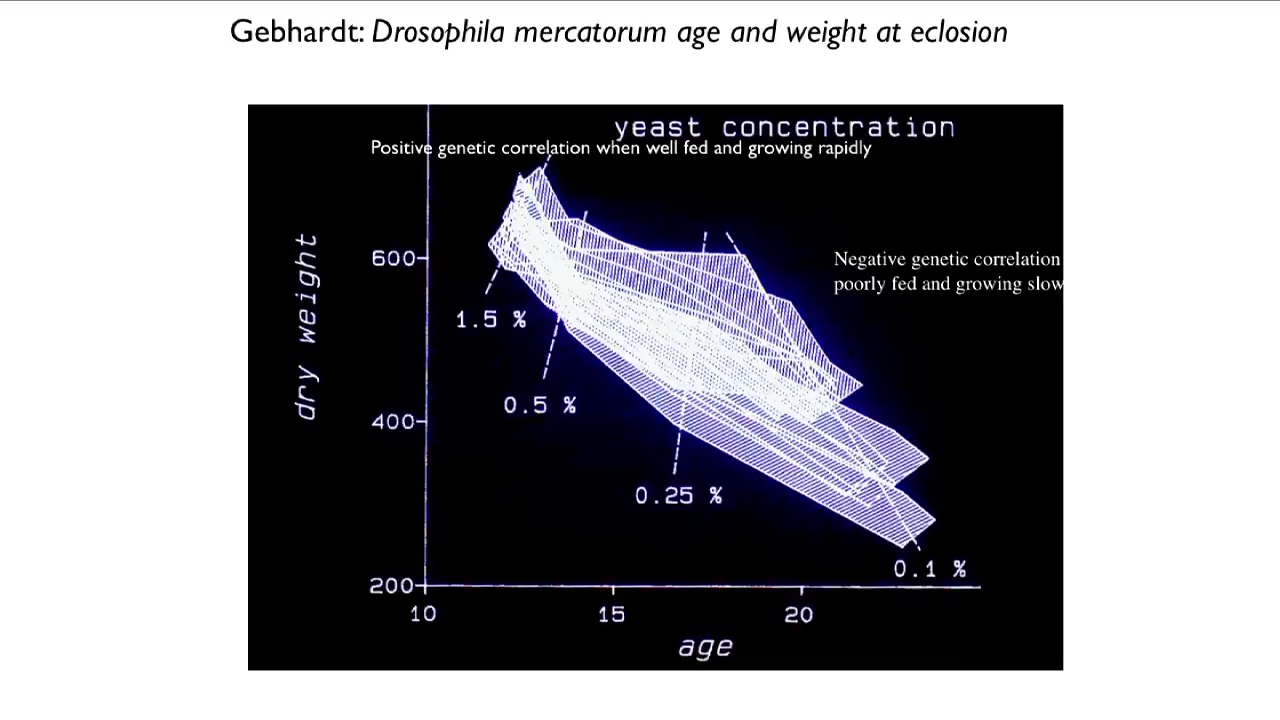 Gebhardt: Drosophila mercatorum age and weight at eclosion
yeast concentration
Positive genetic correlation when well fed and growing rapidly
Negative genetic correlation
poorly fed and growing slow
dry weight
600
400
200
1.5 %
0.5 %
0.25 %
0.1 %
10
15
20
age